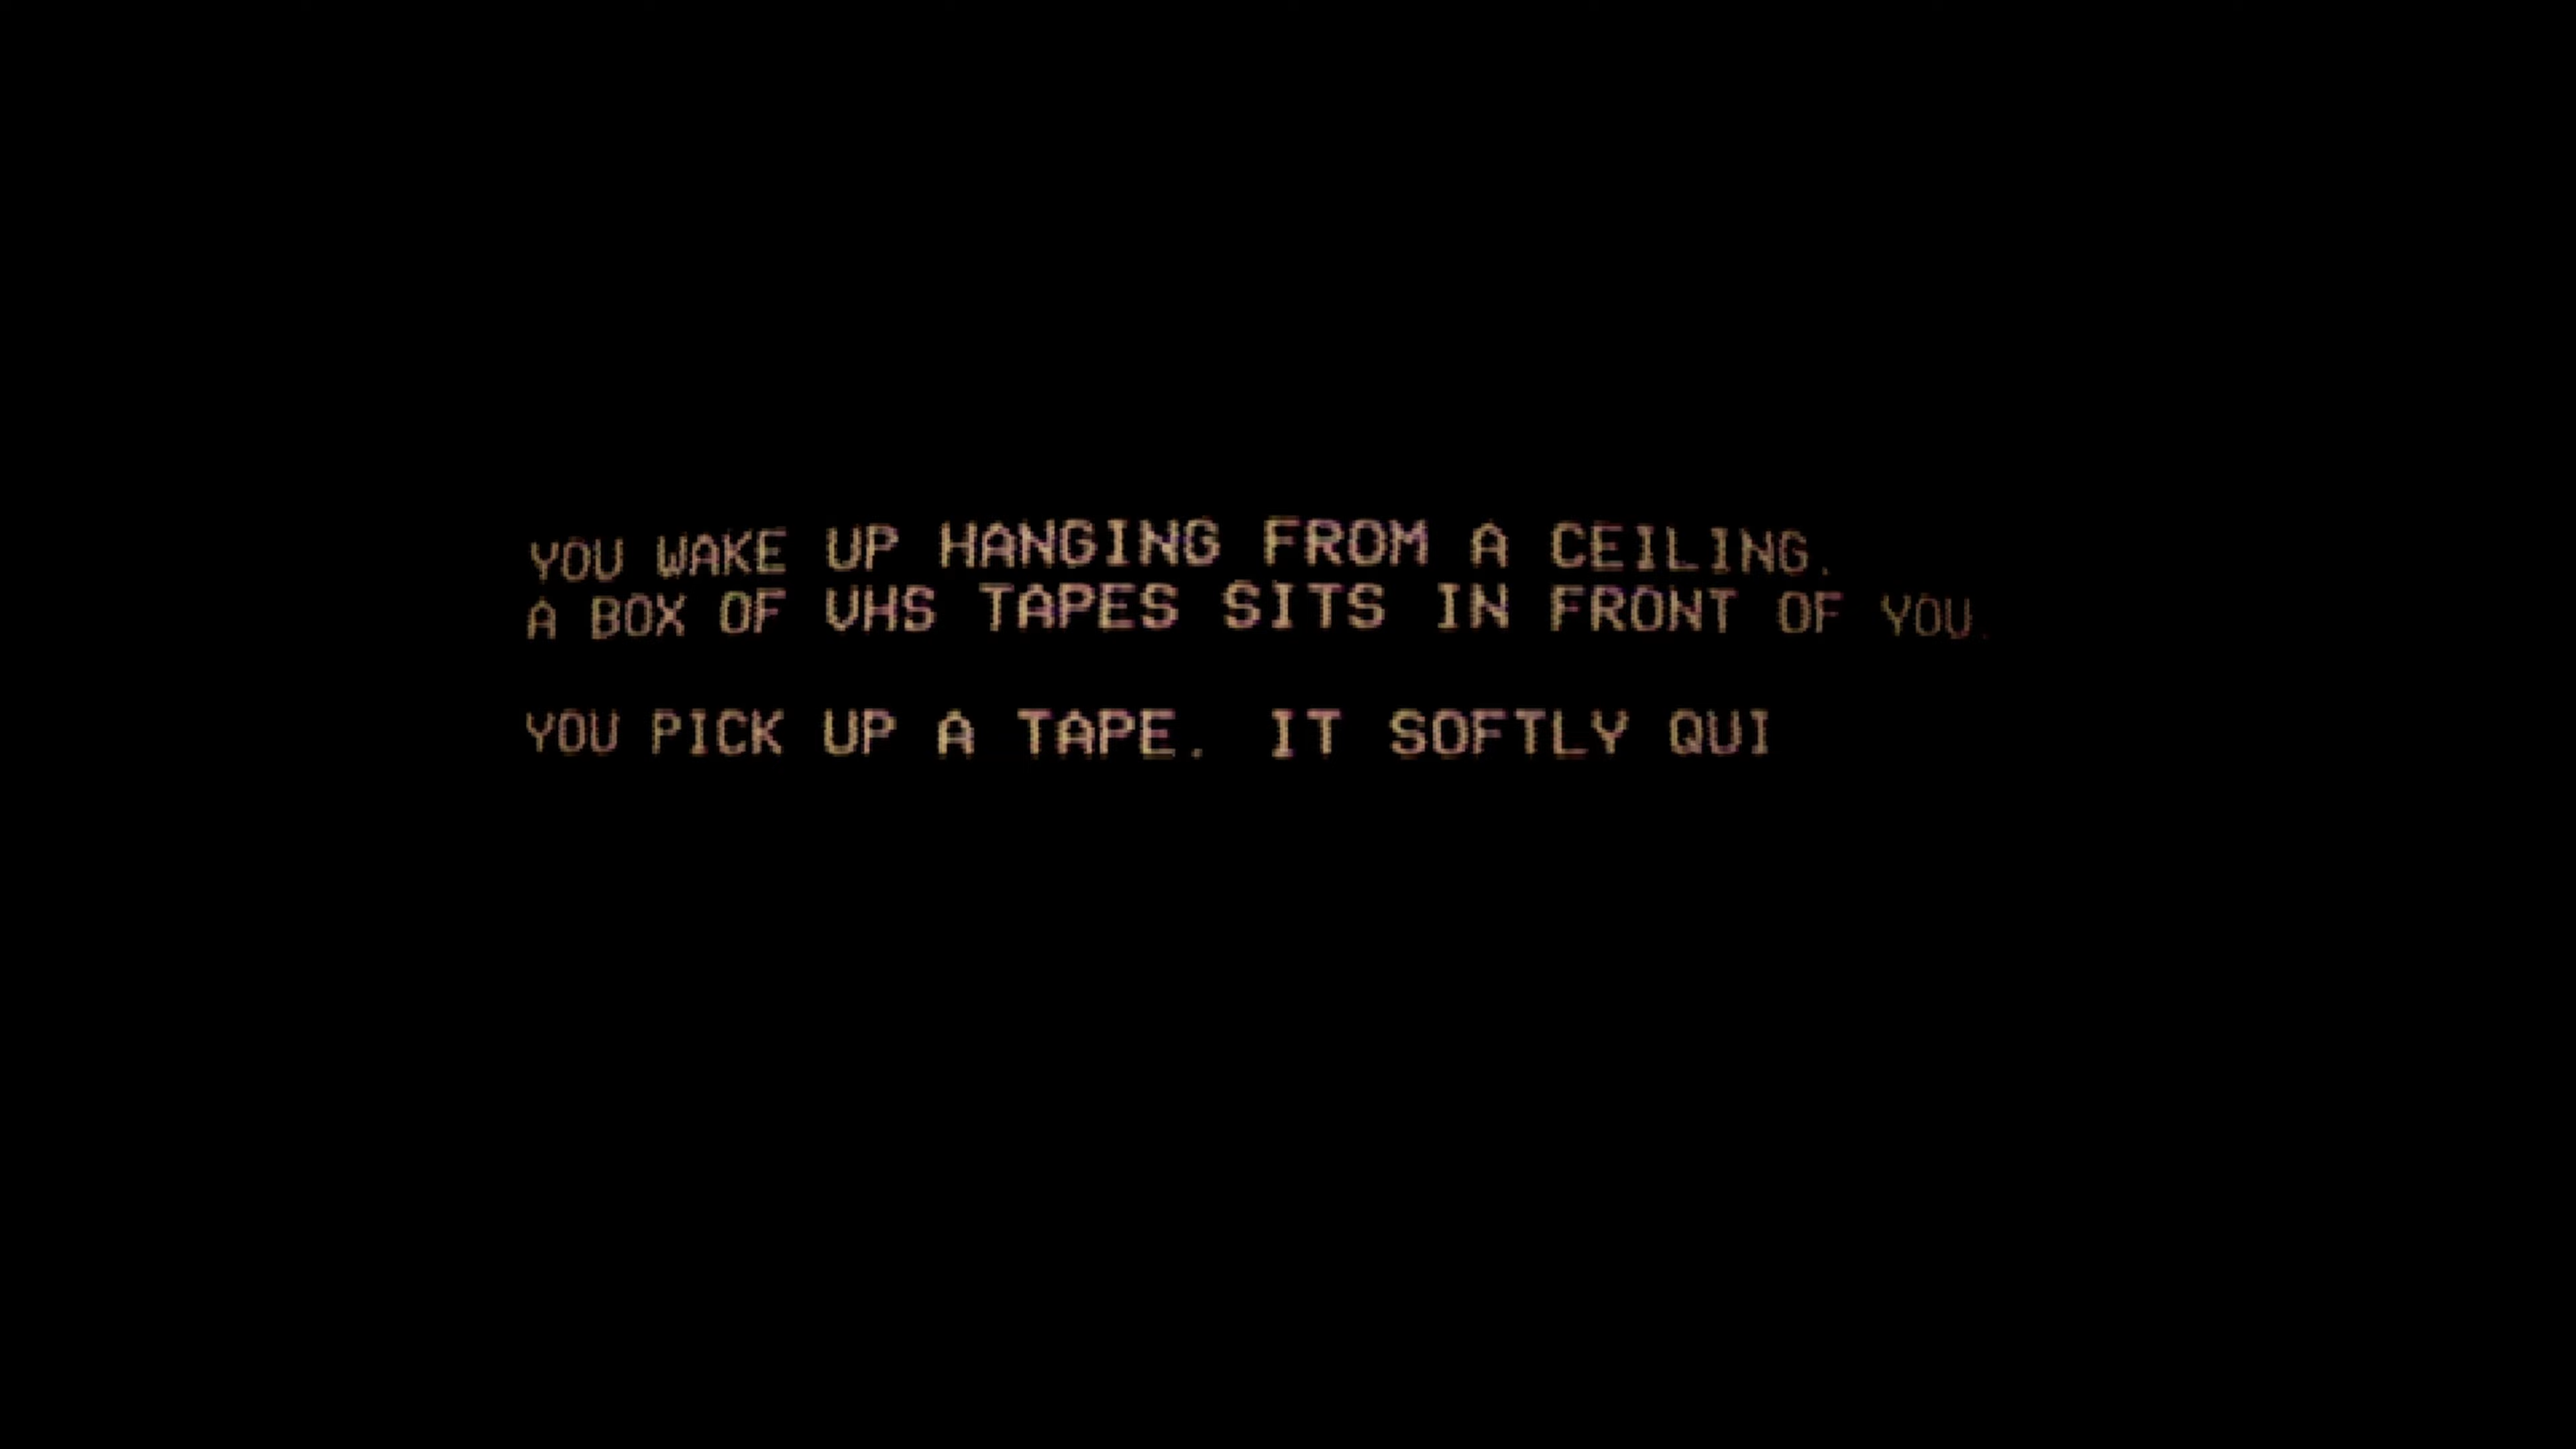 YOU WAKE UP HANGING FROM A CEILING.
A BOX OF VHS TAPES SITS IN FRONT OF YOU.
YOU PICK UP A TAPE. IT SOFTLY QUI